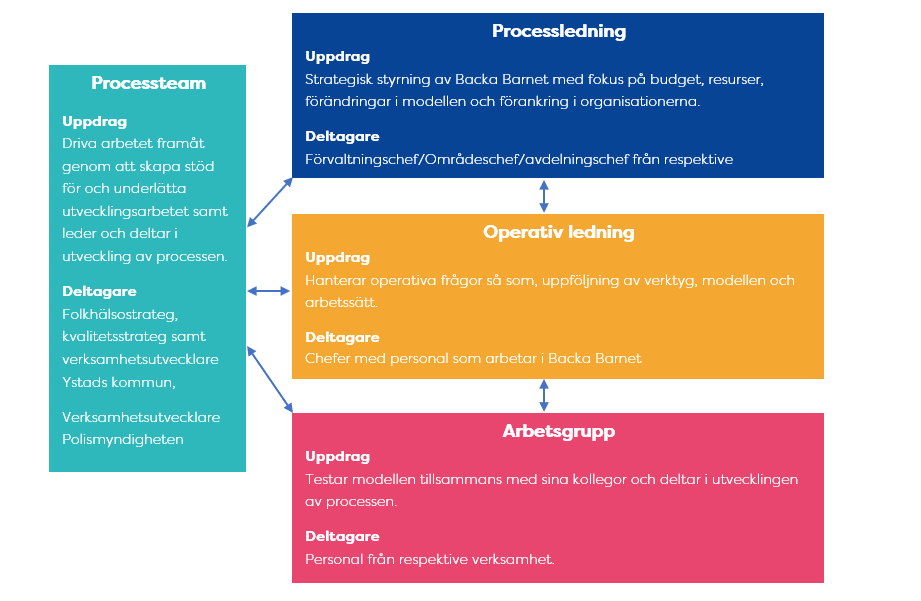 Processteam
Uppdrag
Driva arbetet framåt
genom att skapa stöd
för och underlätta
utvecklingsarbetet samt
leder och deltar i
utveckling av processen.
Deltagare
Folkhälsostrateg,
kvalitetsstrateg samt
verksamhetsutvecklare
Ystads kommun,
Verksamhetsutvecklare
Polismyndigheten
Processledning
Uppdrag
Strategisk styrning av Backa Barnet med fokus på budget, resurser,
förändringar i modellen och förankring i organisationerna.
Deltagare
Förvaltningschef/Områdeschef/avdelningschef från respektive
Operativ ledning
Uppdrag
Hanterar operativa frågor så som, uppföljning av verktyg, modellen och
arbetssätt.
Deltagare
Chefer med personal som arbetar i Backa Barnet
Arbetsgrupp
Uppdrag
Testar modellen tillsammans med sina kollegor och deltar i utvecklingen
av processen.
Deltagare
Personal från respektive verksamhet.